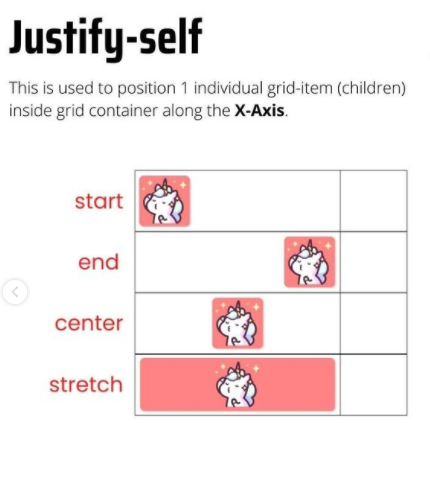 Justify-self
This is used to position 1 individual grid-item (children)
inside grid container along the X-Axis.
start
end
center
stretch